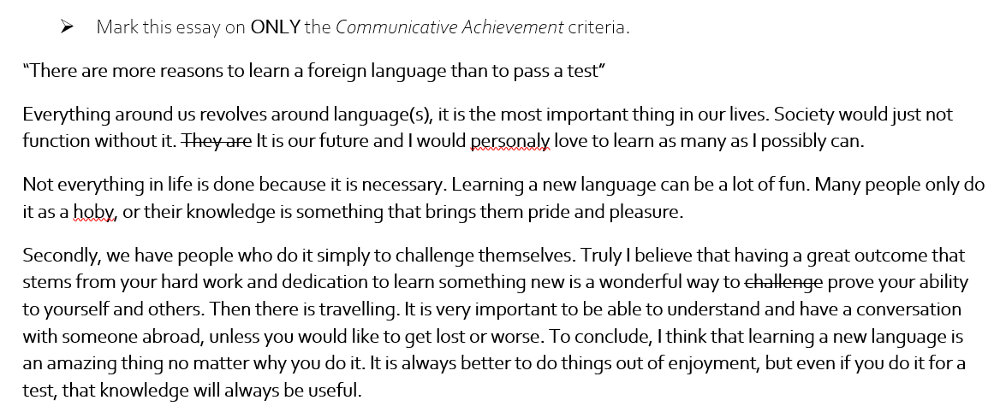 ➤ Mark this essay on ONLY the Communicative Achievement criteria.
“There are more reasons to learn a foreign language than to pass a test”
Everything around us revolves around language(s), it is the most important thing in our lives. Society would just not
function without it. They are It is our future and I would personaly love to learn as many as I possibly can.
Not everything in life is done because it is necessary. Learning a new language can be a lot of fun. Many people only do
it as a hoby, or their knowledge is something that brings them pride and pleasure.
Secondly, we have people who do it simply to challenge themselves. Truly I believe that having a great outcome that
stems from your hard work and dedication to learn something new is a wonderful way to challenge prove your ability
to yourself and others. Then there is travelling. It is very important to be able to understand and have a conversation
with someone abroad, unless you would like to get lost or worse. To conclude, I think that learning a new language is
an amazing thing no matter why you do it. It is always better to do things out of enjoyment, but even if you do it for a
test, that knowledge will always be useful.